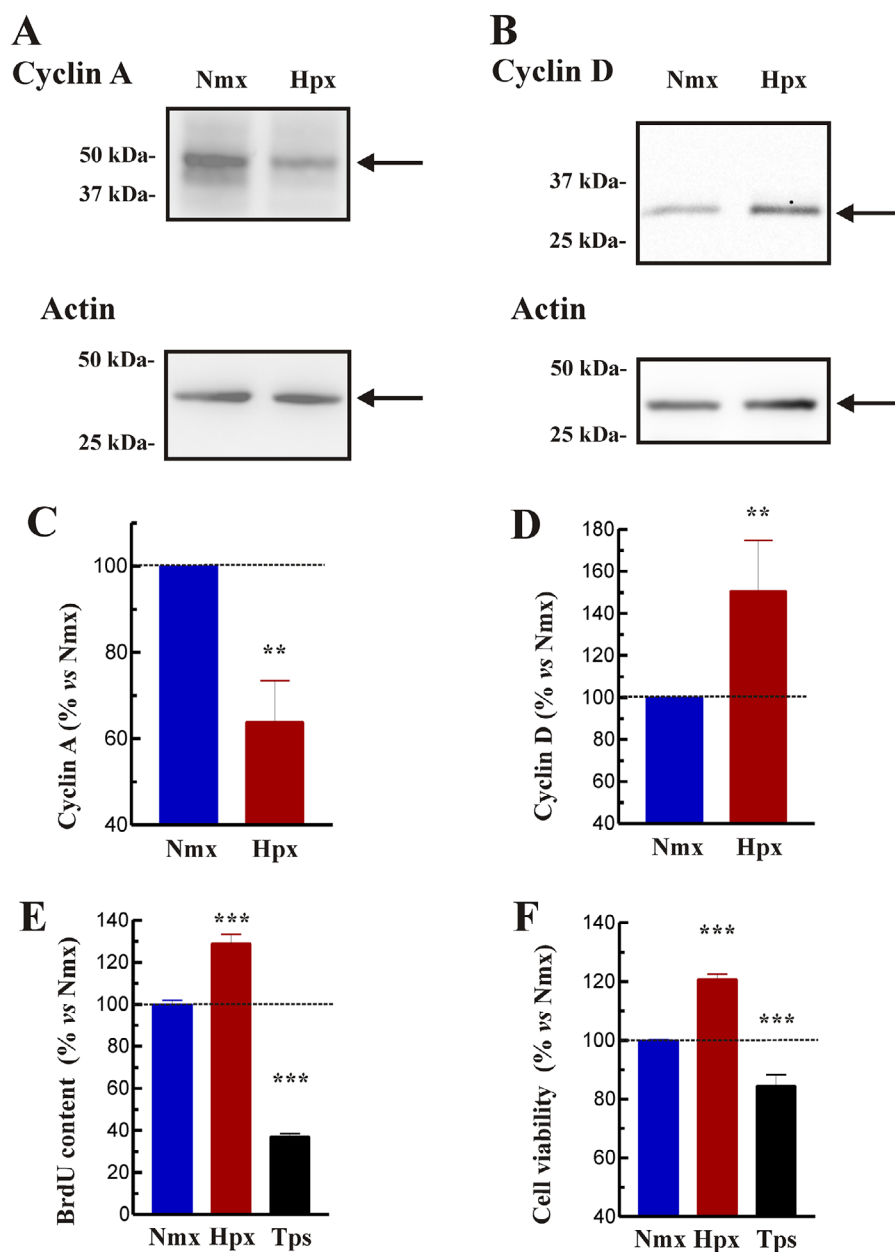 A
Cyclin A
Nmx Hpx
50 kDa-
37 kDa-
Actin
50 kDa-
25 kDa-
B
Cyclin D
Nmx Hpx
37 kDa-
25 kDa-
Actin
50 kDa-
25 kDa-
C
Cyclin A (% vs Nmx)
100
80
60
40
**
Nmx Hpx
D
Cyclin D (% vs Nmx)
180
160
140
120
100
80
60
40
**
Nmx Hpx
E
BrdU content (% vs Nmx)
140
120
100
80
60
40
20
0
***
***
Nmx Hpx Tps
F
Cell viability (% vs Nmx)
140
120
100
80
60
40
***
***
Nmx Hpx Tps